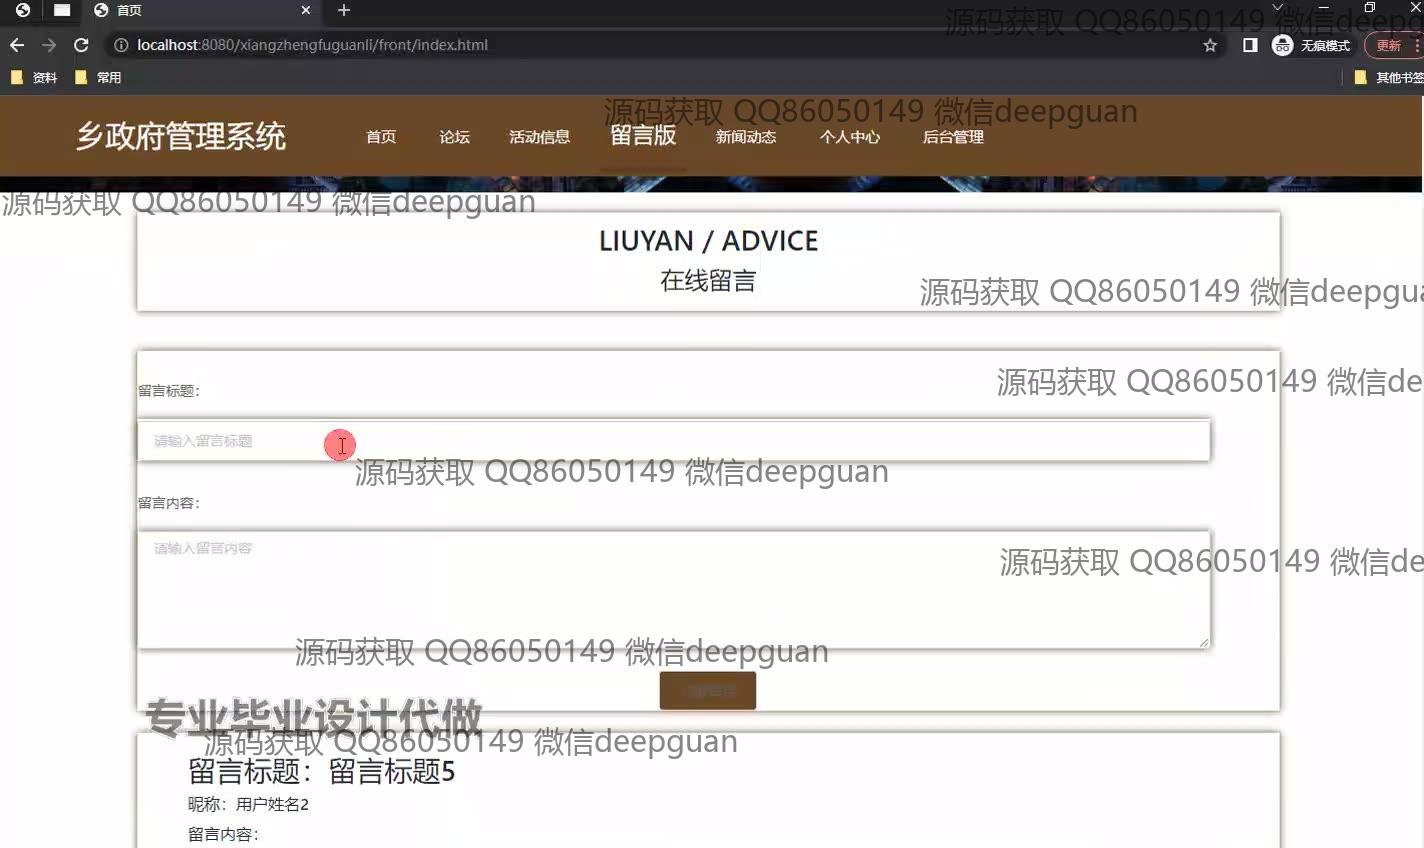 首页
localhost:8080/xiangzhengfuguanli/front/index.html
无痕模式
更新
资料
常用
其他书签
源码获取 QQ86050149 微信deepg
源码获取 QQ86050149 微信deepguan
乡政府管理系统
首页
论坛
活动信息
留言版
新闻动态
个人中心
后台管理
源码获取 QQ86050149 微信deepguan
LIUYAN / ADVICE
在线留言
源码获取 QQ86050149 微信deepgua
留言标题：
源码获取 QQ86050149 微信de
请输入留言标题
源码获取 QQ86050149 微信deepguan
留言内容：
请输入留言内容
源码获取 QQ86050149 微信de
源码获取 QQ86050149 微信deepguan
专业毕业设计代做
源码获取 QQ86050149 微信deepguan
留言标题：留言标题5
昵称：用户姓名2
留言内容：